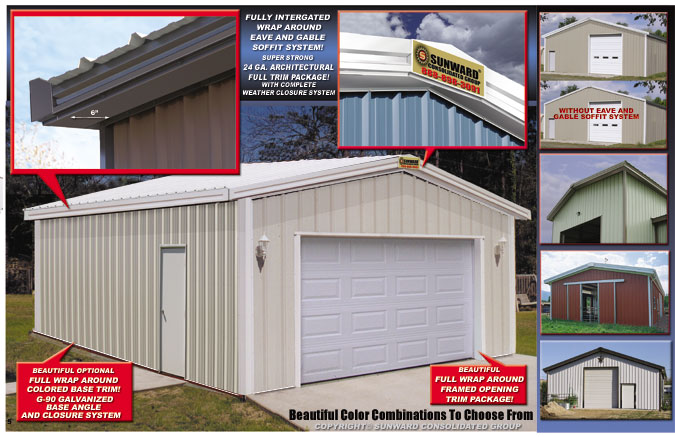 FULLY INTERGATED
WRAP AROUND
EAVE AND GABLE
SOFFIT SYSTEM!
SUPER STRONG
24 GA. ARCHITECTURAL
FULL TRIM PACKAGE!
WITH COMPLETE
WEATHER CLOSURE SYSTEM
6"
SUNWARD
CONSOLIDATED GROUP
WITHOUT EAVE AND
GABLE SOFFIT SYSTEM
BEAUTIFUL OPTIONAL
FULL WRAP AROUND
COLORED BASE TRIM!
G-90 GALVANIZED
BASE ANGLE
AND CLOSURE SYSTEM
BEAUTIFUL
FULL WRAP AROUND
FRAMED OPENING
TRIM PACKAGE!
Beautiful Color Combinations To Choose From
COPYRIGHT© SUNWARD CONSOLIDATED GROUP
5